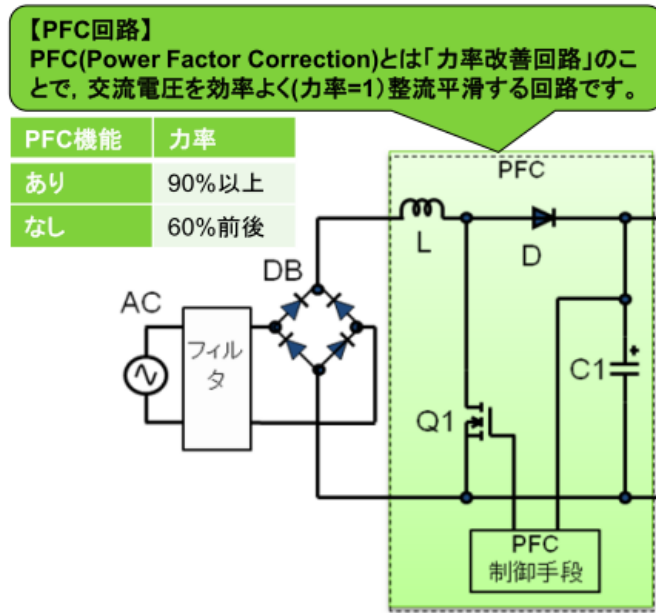 【PFC回路】
PFC(Power Factor Correction)とは「力率改善回路」のこ
とで，交流電圧を効率よく(力率=1）整流平滑する回路です。
PFC機能 力率
あり 90%以上
なし 60%前後
PFC
L
D
DB
AC
フィル
タ
C1
+
Q1
PFC
制御手段